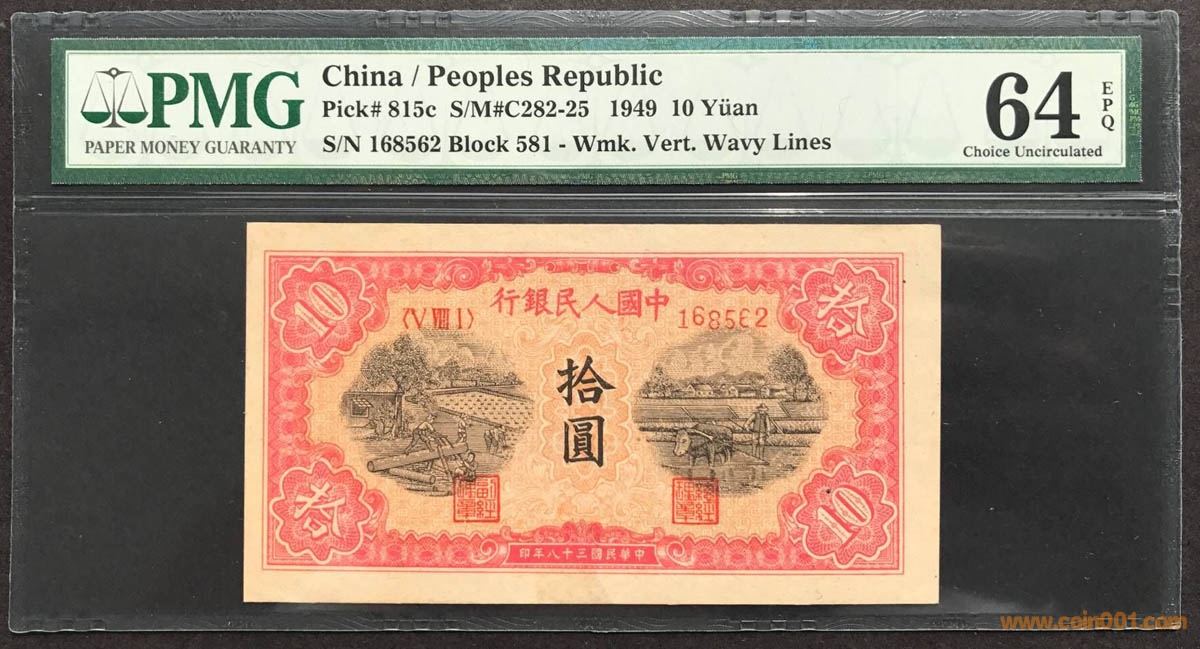 PMG
PAPER MONEY GUARANTY
China / Peoples Republic
Pick# 815c S/M#C282-25 1949 10 Yüan
S/N 168562 Block 581 - Wmk. Vert. Wavy Lines
64
EPQ
Choice Uncirculated
行銀民人國中
〈V VIII I〉
168562
10
拾
拾圓
拾
10
印年八十三國民華中
www.coin001.com